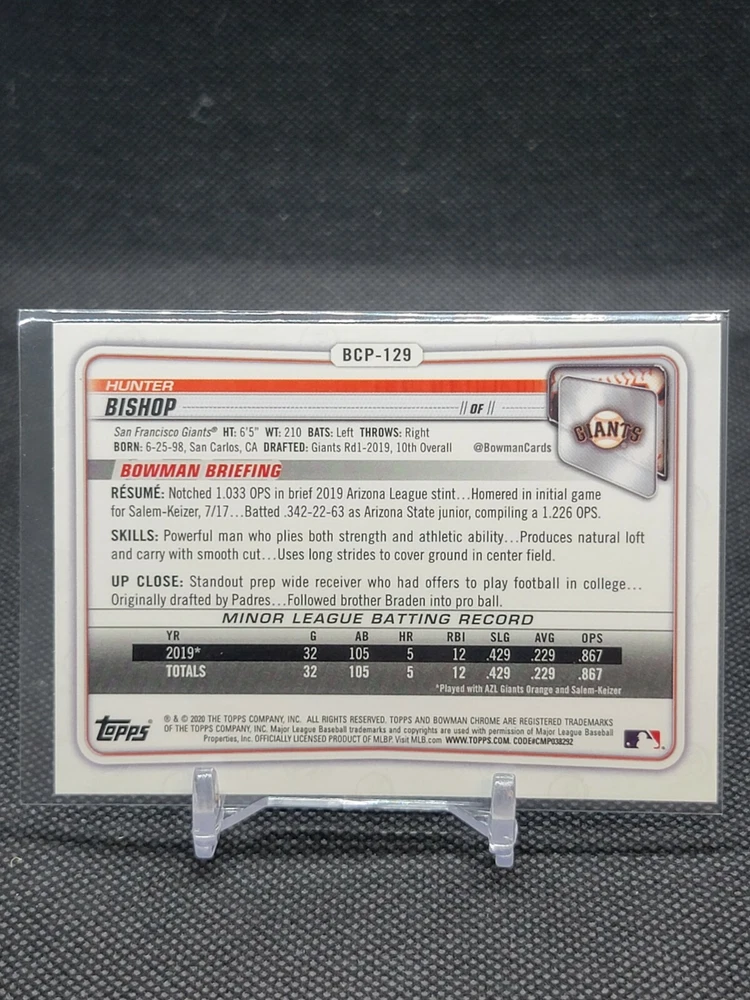 BCP-129
HUNTER
BISHOP // OF //
San Francisco Giants® HT: 6'5" WT: 210 BATS: Left THROWS: Right
BORN: 6-25-98, San Carlos, CA DRAFTED: Giants Rd1-2019, 10th Overall @BowmanCards
GIANTS
BOWMAN BRIEFING
RÉSUMÉ: Notched 1.033 OPS in brief 2019 Arizona League stint...Homered in initial game
for Salem-Keizer, 7/17...Batted .342-22-63 as Arizona State junior, compiling a 1.226 OPS.
SKILLS: Powerful man who plies both strength and athletic ability...Produces natural loft
and carry with smooth cut...Uses long strides to cover ground in center field.
UP CLOSE: Standout prep wide receiver who had offers to play football in college...
Originally drafted by Padres...Followed brother Braden into pro ball.
MINOR LEAGUE BATTING RECORD
YR G AB HR RBI SLG AVG OPS
2019* 32 105 5 12 .429 .229 .867
TOTALS 32 105 5 12 .429 .229 .867
*Played with AZL Giants Orange and Salem-Keizer
Topps®
® & © 2020 THE TOPPS COMPANY, INC. ALL RIGHTS RESERVED. TOPPS AND BOWMAN CHROME ARE REGISTERED TRADEMARKS
OF THE TOPPS COMPANY, INC. Major League Baseball trademarks and copyrights are used with permission of Major League Baseball
Properties, Inc. OFFICIALLY LICENSED PRODUCT OF MLBP. Visit MLB.com WWW.TOPPS.COM. CODE#CMP038292